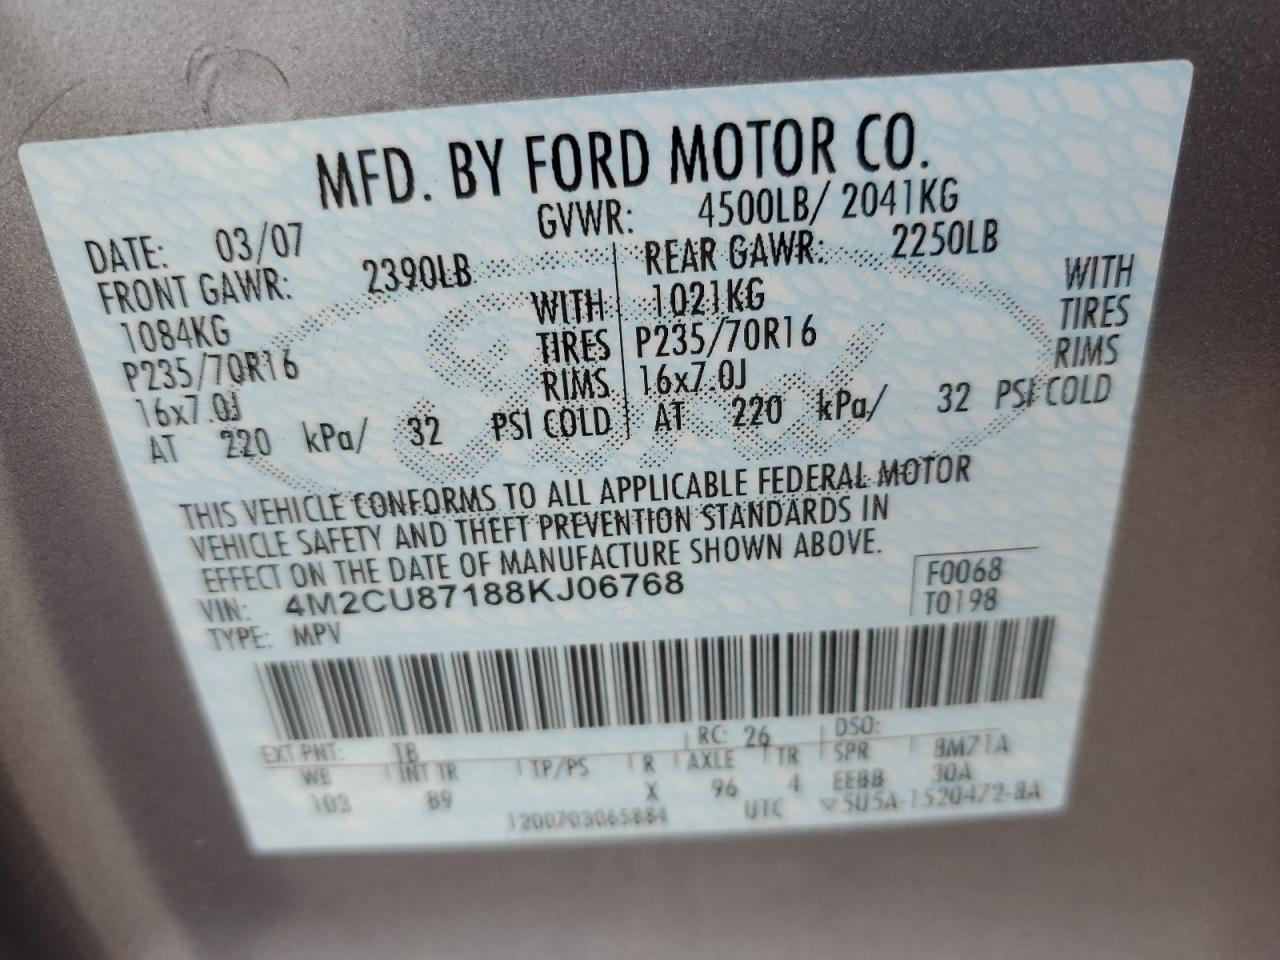 MFD. BY FORD MOTOR CO.
DATE: 03/07 GVWR: 4500LB/ 2041KG
FRONT GAWR: 2390LB REAR GAWR: 2250LB
1084KG WITH 1021KG WITH
P235/70R16 TIRES P235/70R16 TIRES
16x7.0J RIMS 16x7.0J RIMS
AT 220 kPa/ 32 PSI COLD AT 220 kPa/ 32 PSI COLD
THIS VEHICLE CONFORMS TO ALL APPLICABLE FEDERAL MOTOR
VEHICLE SAFETY AND THEFT PREVENTION STANDARDS IN
EFFECT ON THE DATE OF MANUFACTURE SHOWN ABOVE.
VIN: 4M2CU87188KJ06768 F0068
TYPE: MPV T0198
EXT PNT: T8 RC: 26 DSO:
WB INT TR TP/PS R AXLE TR SPR 8M71A
103 89 X 96 4 EEBB 30A
1200703065884 UTC 5U5A-1520472-BA